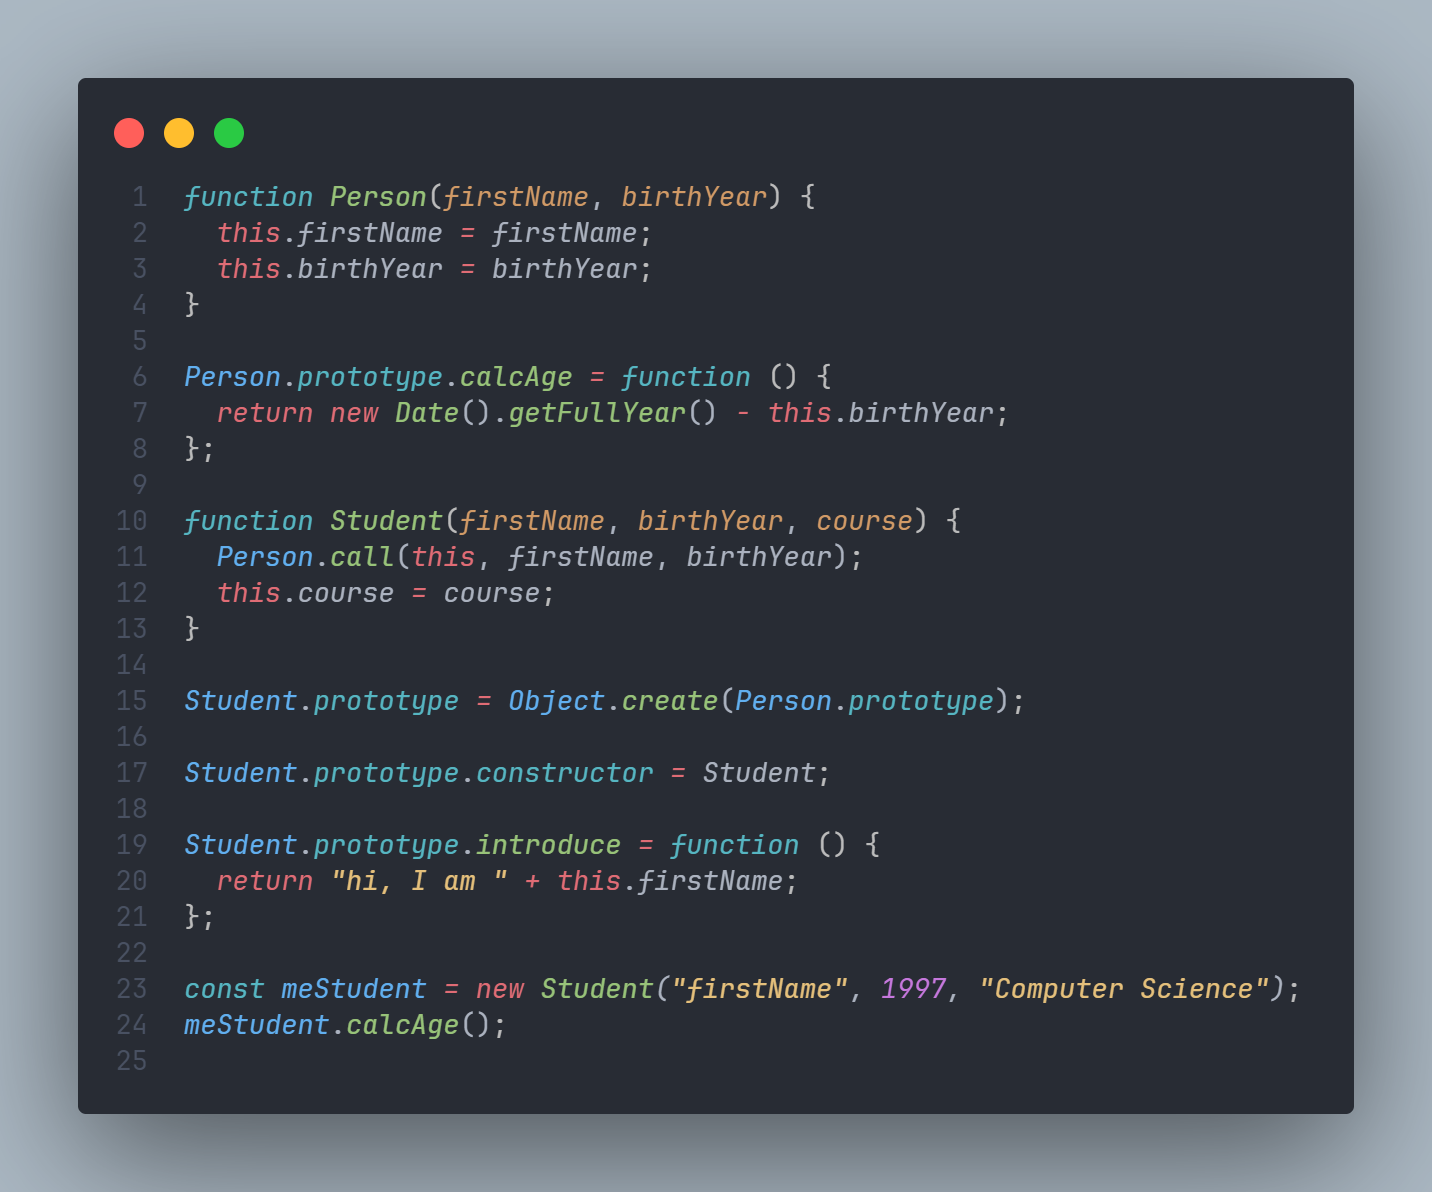 1 function Person(firstName, birthYear) {
2   this.firstName = firstName;
3   this.birthYear = birthYear;
4 }
5
6 Person.prototype.calcAge = function () {
7   return new Date().getFullYear() - this.birthYear;
8 };
9
10 function Student(firstName, birthYear, course) {
11   Person.call(this, firstName, birthYear);
12   this.course = course;
13 }
14
15 Student.prototype = Object.create(Person.prototype);
16
17 Student.prototype.constructor = Student;
18
19 Student.prototype.introduce = function () {
20   return "hi, I am " + this.firstName;
21 };
22
23 const meStudent = new Student("firstName", 1997, "Computer Science");
24 meStudent.calcAge();
25